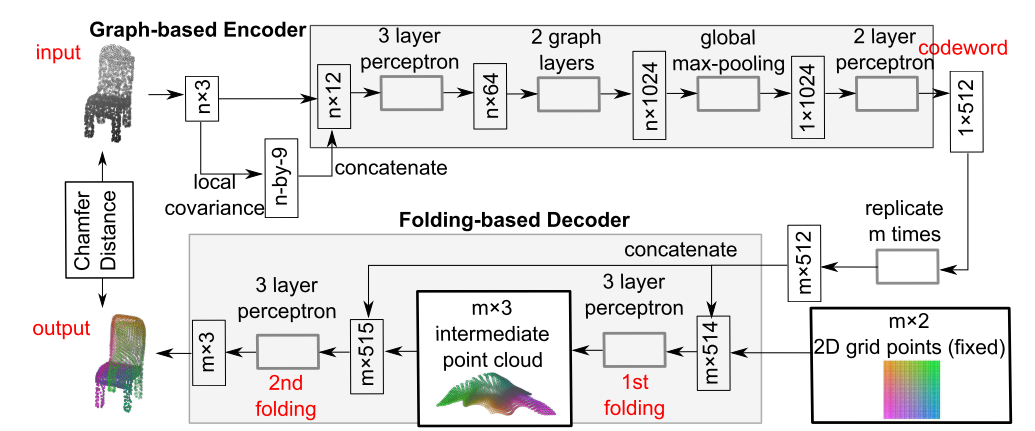 Graph-based Encoder
input
n×3
local
covariance
n-by-9
concatenate
n×12
3 layer
perceptron
n×64
2 graph
layers
n×1024
global
max-pooling
1×1024
2 layer
perceptron
codeword
1×512
replicate
m times
m×512
Folding-based Decoder
concatenate
m×2
2D grid points (fixed)
m×514
3 layer
perceptron
1st
folding
m×3
intermediate
point cloud
m×515
3 layer
perceptron
2nd
folding
m×3
output
Chamfer
Distance